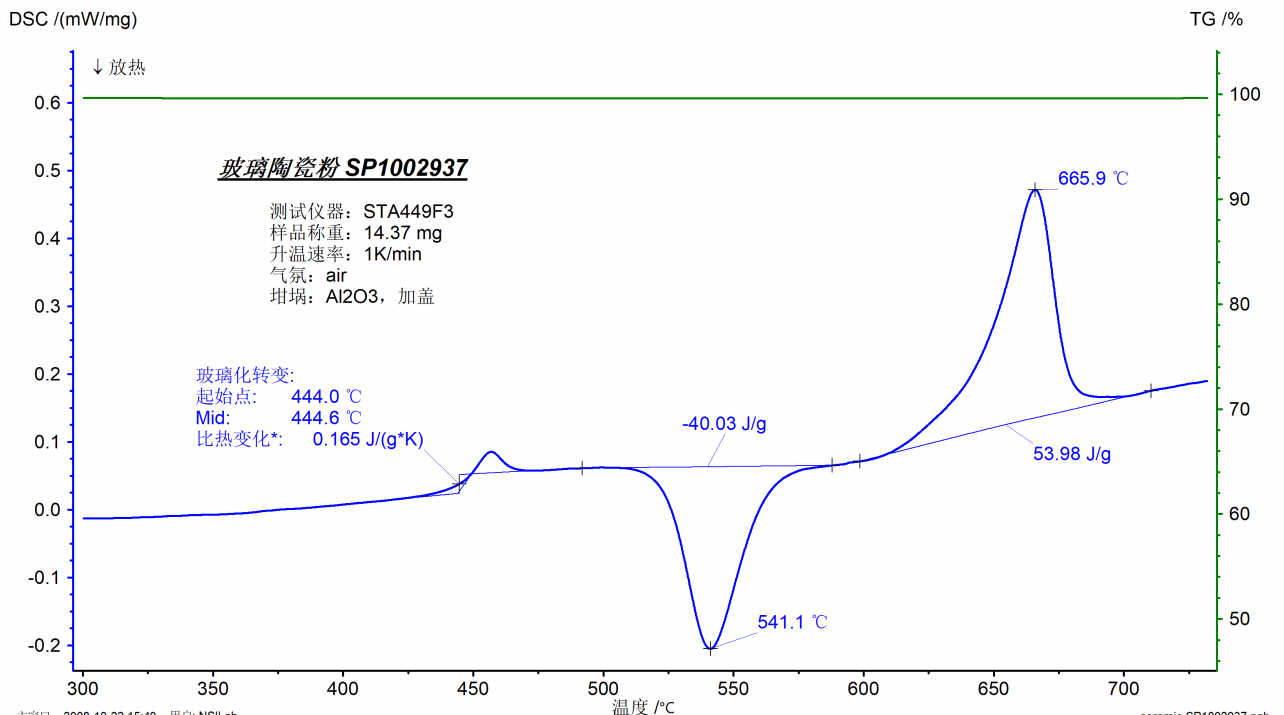 DSC /(mW/mg)
TG /%
↓ 放热
0.6
0.5
0.4
0.3
0.2
0.1
0.0
-0.1
-0.2
100
90
80
70
60
50
玻璃陶瓷粉 SP1002937
测试仪器: STA449F3
样品称重: 14.37 mg
升温速率: 1K/min
气氛: air
坩埚: Al2O3, 加盖
665.9 ℃
玻璃化转变:
起始点: 444.0 ℃
Mid: 444.6 ℃
比热变化*: 0.165 J/(g*K)
-40.03 J/g
53.98 J/g
541.1 ℃
300
350
400
450
500
550
600
650
700
温度 /℃